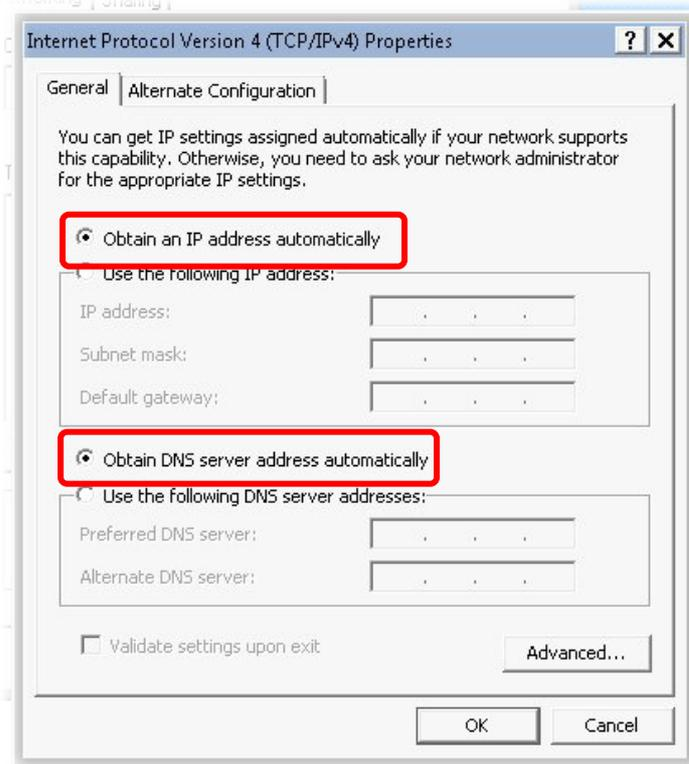 Sharing
Internet Protocol Version 4 (TCP/IPv4) Properties
General
Alternate Configuration
You can get IP settings assigned automatically if your network supports
this capability. Otherwise, you need to ask your network administrator
for the appropriate IP settings.
Obtain an IP address automatically
Use the following IP address:
IP address:
Subnet mask:
Default gateway:
Obtain DNS server address automatically
Use the following DNS server addresses:
Preferred DNS server:
Alternate DNS server:
Validate settings upon exit
Advanced...
OK
Cancel